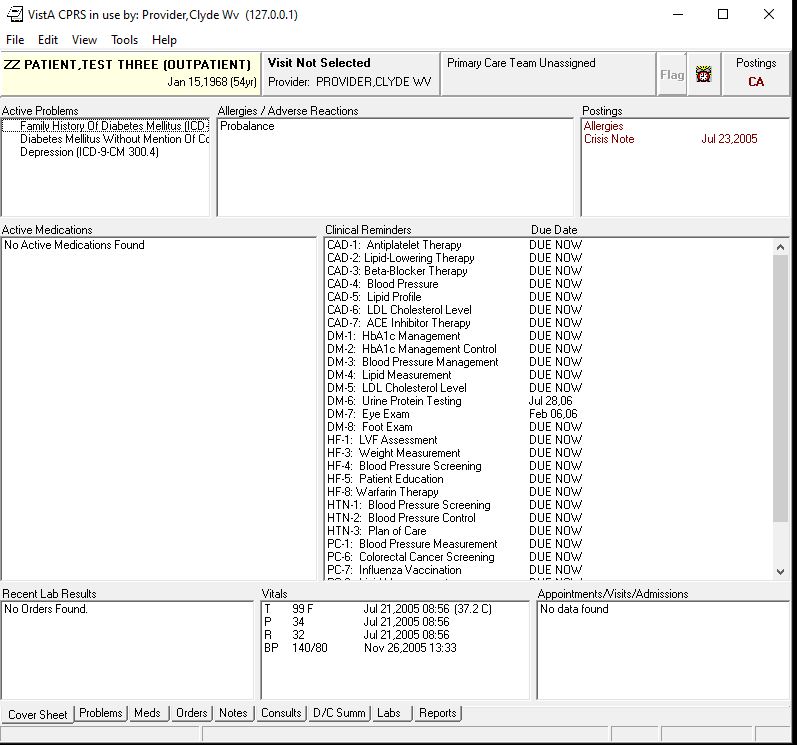 VistA CPRS in use by: Provider,Clyde Wv (127.0.0.1)
File Edit View Tools Help
ZZ PATIENT,TEST THREE (OUTPATIENT)
Jan 15,1968 (54yr)
Visit Not Selected
Provider: PROVIDER,CLYDE WV
Primary Care Team Unassigned
Flag
Postings
CA
Active Problems
Family History Of Diabetes Mellitus (ICD-
Diabetes Mellitus Without Mention Of Co
Depression (ICD-9-CM 300.4)
Allergies / Adverse Reactions
Probalance
Postings
Allergies
Crisis Note Jul 23,2005
Active Medications
No Active Medications Found
Clinical Reminders Due Date
CAD-1: Antiplatelet Therapy DUE NOW
CAD-2: Lipid-Lowering Therapy DUE NOW
CAD-3: Beta-Blocker Therapy DUE NOW
CAD-4: Blood Pressure DUE NOW
CAD-5: Lipid Profile DUE NOW
CAD-6: LDL Cholesterol Level DUE NOW
CAD-7: ACE Inhibitor Therapy DUE NOW
DM-1: HbA1c Management DUE NOW
DM-2: HbA1c Management Control DUE NOW
DM-3: Blood Pressure Management DUE NOW
DM-4: Lipid Measurement DUE NOW
DM-5: LDL Cholesterol Level DUE NOW
DM-6: Urine Protein Testing Jul 28,06
DM-7: Eye Exam Feb 06,06
DM-8: Foot Exam DUE NOW
HF-1: LVF Assessment DUE NOW
HF-3: Weight Measurement DUE NOW
HF-4: Blood Pressure Screening DUE NOW
HF-5: Patient Education DUE NOW
HF-8: Warfarin Therapy DUE NOW
HTN-1: Blood Pressure Screening DUE NOW
HTN-2: Blood Pressure Control DUE NOW
HTN-3: Plan of Care DUE NOW
PC-1: Blood Pressure Measurement DUE NOW
PC-6: Colorectal Cancer Screening DUE NOW
PC-7: Influenza Vaccination DUE NOW
Recent Lab Results
No Orders Found.
Vitals
T 99 F Jul 21,2005 08:56 (37.2 C)
P 34 Jul 21,2005 08:56
R 32 Jul 21,2005 08:56
BP 140/80 Nov 26,2005 13:33
Appointments/Visits/Admissions
No data found
Cover Sheet Problems Meds Orders Notes Consults D/C Summ Labs Reports